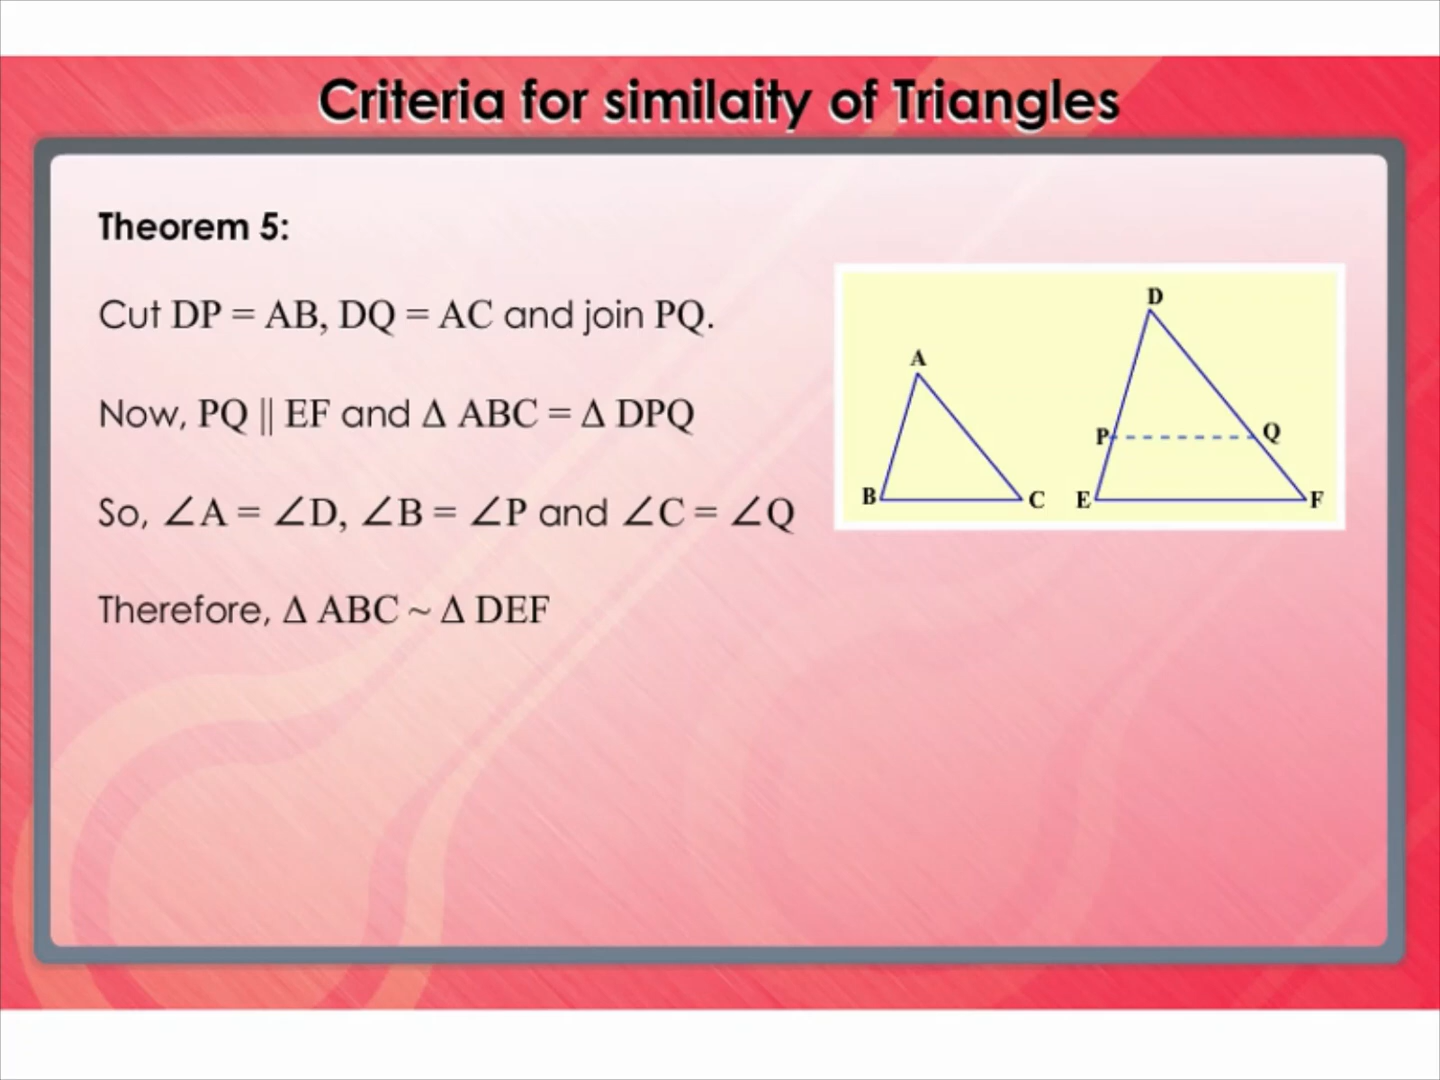 Criteria for similaity of Triangles
Theorem 5:
Cut DP = AB, DQ = AC and join PQ.
Now, PQ || EF and Δ ABC = Δ DPQ
So, ∠A = ∠D, ∠B = ∠P and ∠C = ∠Q
Therefore, Δ ABC ~ Δ DEF
D
A
P
Q
B
C
E
F